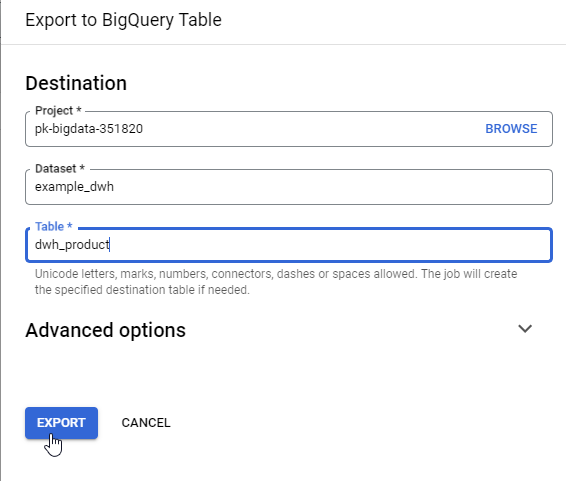 Export to BigQuery Table
Destination
Project *
pk-bigdata-351820
BROWSE
Dataset *
example_dwh
Table *
dwh_product
Unicode letters, marks, numbers, connectors, dashes or spaces allowed. The job will create
the specified destination table if needed.
Advanced options
EXPORT
CANCEL